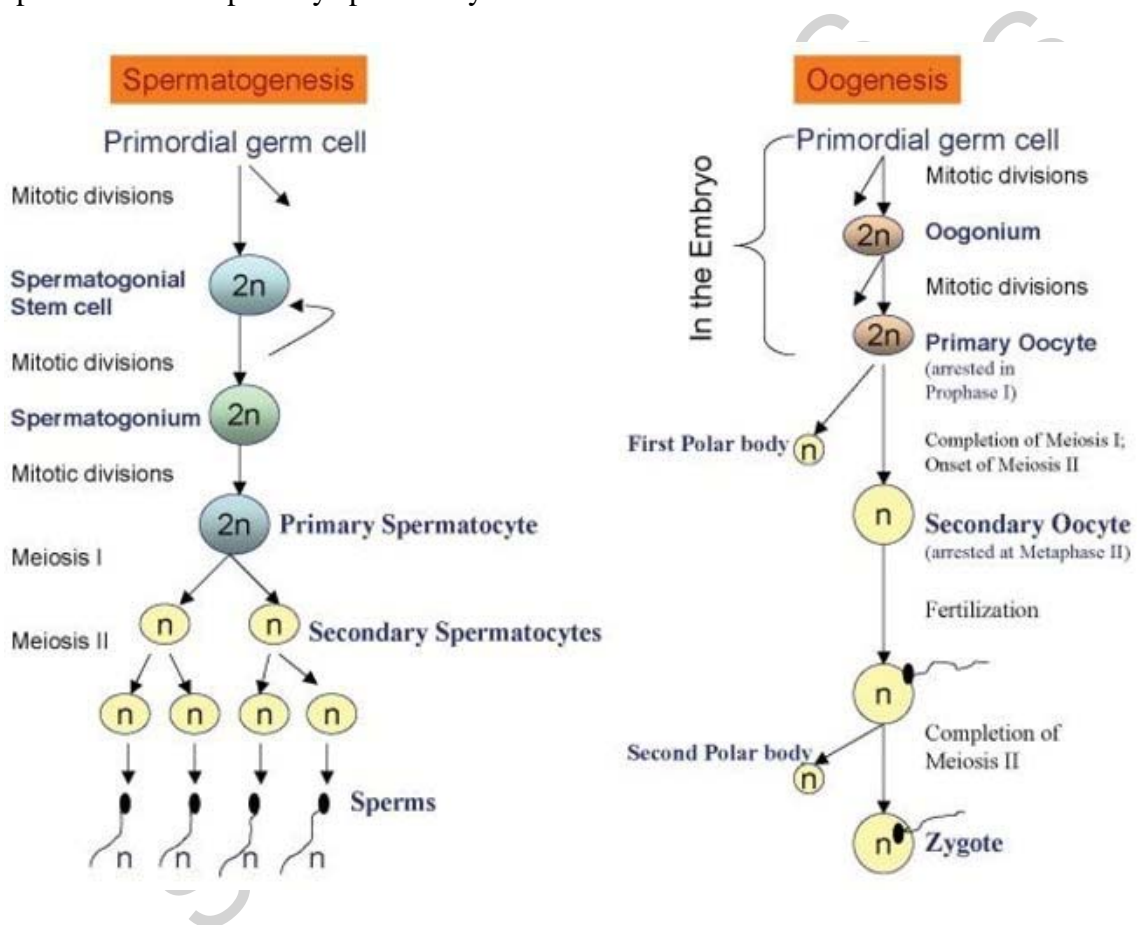 Spermatogenesis
Primordial germ cell
Mitotic divisions
2n
Spermatogonial
Stem cell
Mitotic divisions
Spermatogonium
2n
Mitotic divisions
2n
Primary Spermatocyte
Meiosis I
n
n
Secondary Spermatocytes
Meiosis II
n
n
n
n
Sperms
n
n
n
n
Oogenesis
Primordial germ cell
In the Embryo
Mitotic divisions
2n
Oogonium
Mitotic divisions
2n
Primary Oocyte
(arrested in
Prophase I)
First Polar body
n
Completion of Meiosis I;
Onset of Meiosis II
n
Secondary Oocyte
(arrested at Metaphase II)
Fertilization
n
Second Polar body
n
Completion of
Meiosis II
n
Zygote